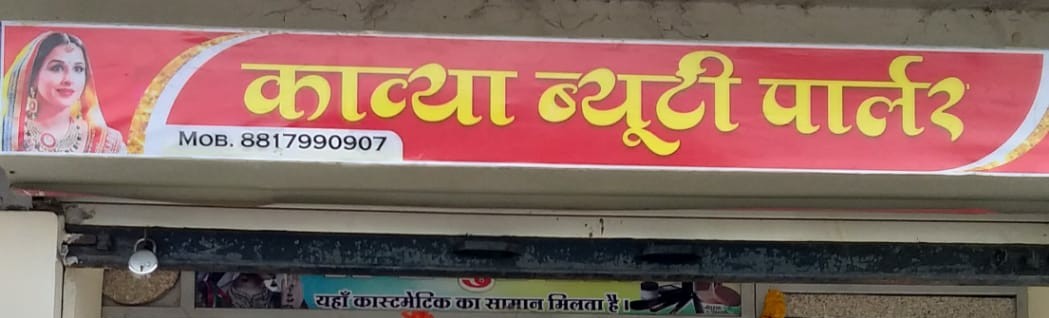 काव्या ब्यूटी पार्लर
MOB. 8817990907
यहाँ कास्टमेटिक का सामान मिलता है।